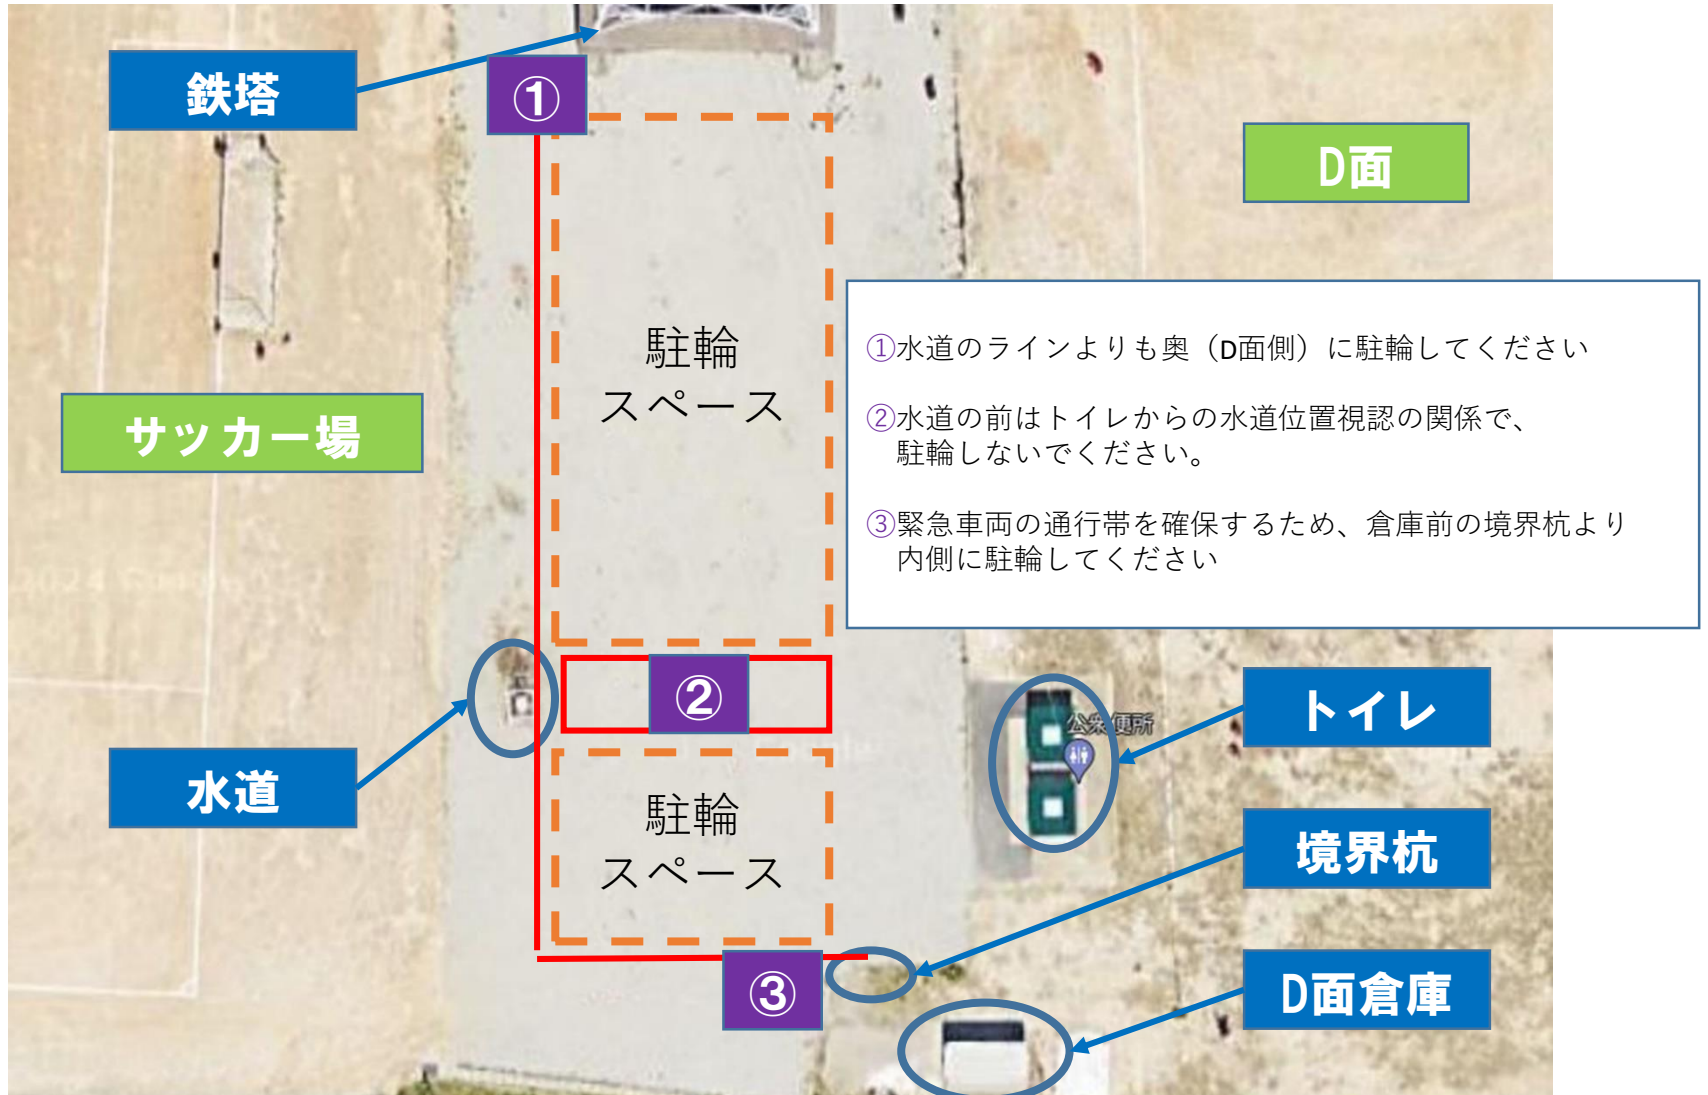 鉄塔
①
D面
駐輪
スペース
サッカー場
①水道のラインよりも奥（D面側）に駐輪してください
②水道の前はトイレからの水道位置視認の関係で、
駐輪しないでください。
③緊急車両の通行帯を確保するため、倉庫前の境界杭より
内側に駐輪してください
②
トイレ
公衆便所
水道
駐輪
スペース
境界杭
③
D面倉庫